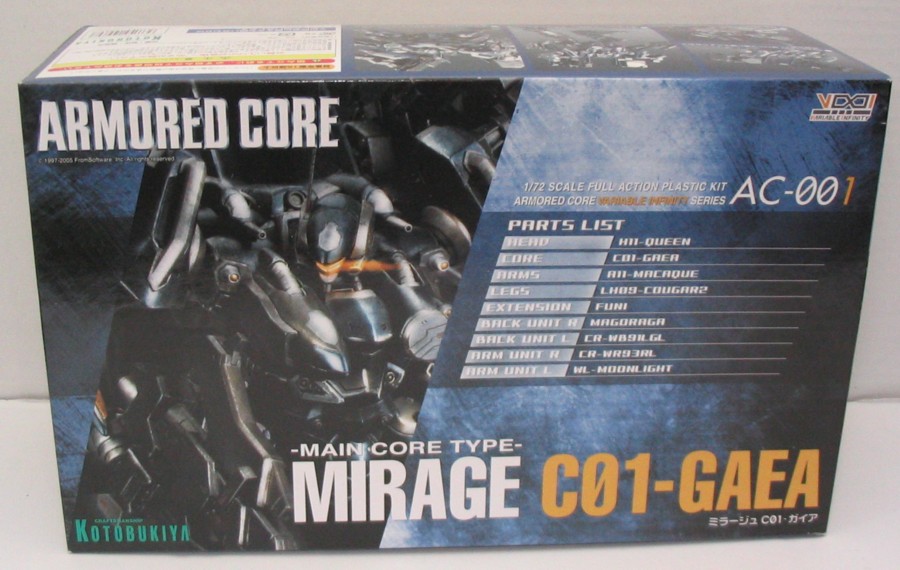 KOTOBUKIYA
ARMORED CORE
©1997-2005 FromSoftware, Inc. All rights reserved.
V.I.
VARIABLE INFINITY
1/72 SCALE FULL ACTION PLASTIC KIT
ARMORED CORE VARIABLE INFINITY SERIES
AC-001
PARTS LIST
HEAD H11-QUEEN
CORE C01-GAEA
ARMS A11-MACAQUE
LEGS LH09-COUGAR2
EXTENSION FUNI
BACK UNIT R MAGORAGA
BACK UNIT L CR-WB91LGL
ARM UNIT R CR-WR93RL
ARM UNIT L WL-MOONLIGHT
-MAIN CORE TYPE-
MIRAGE C01-GAEA
ミラージュ C01-ガイア
KOTOBUKIYA